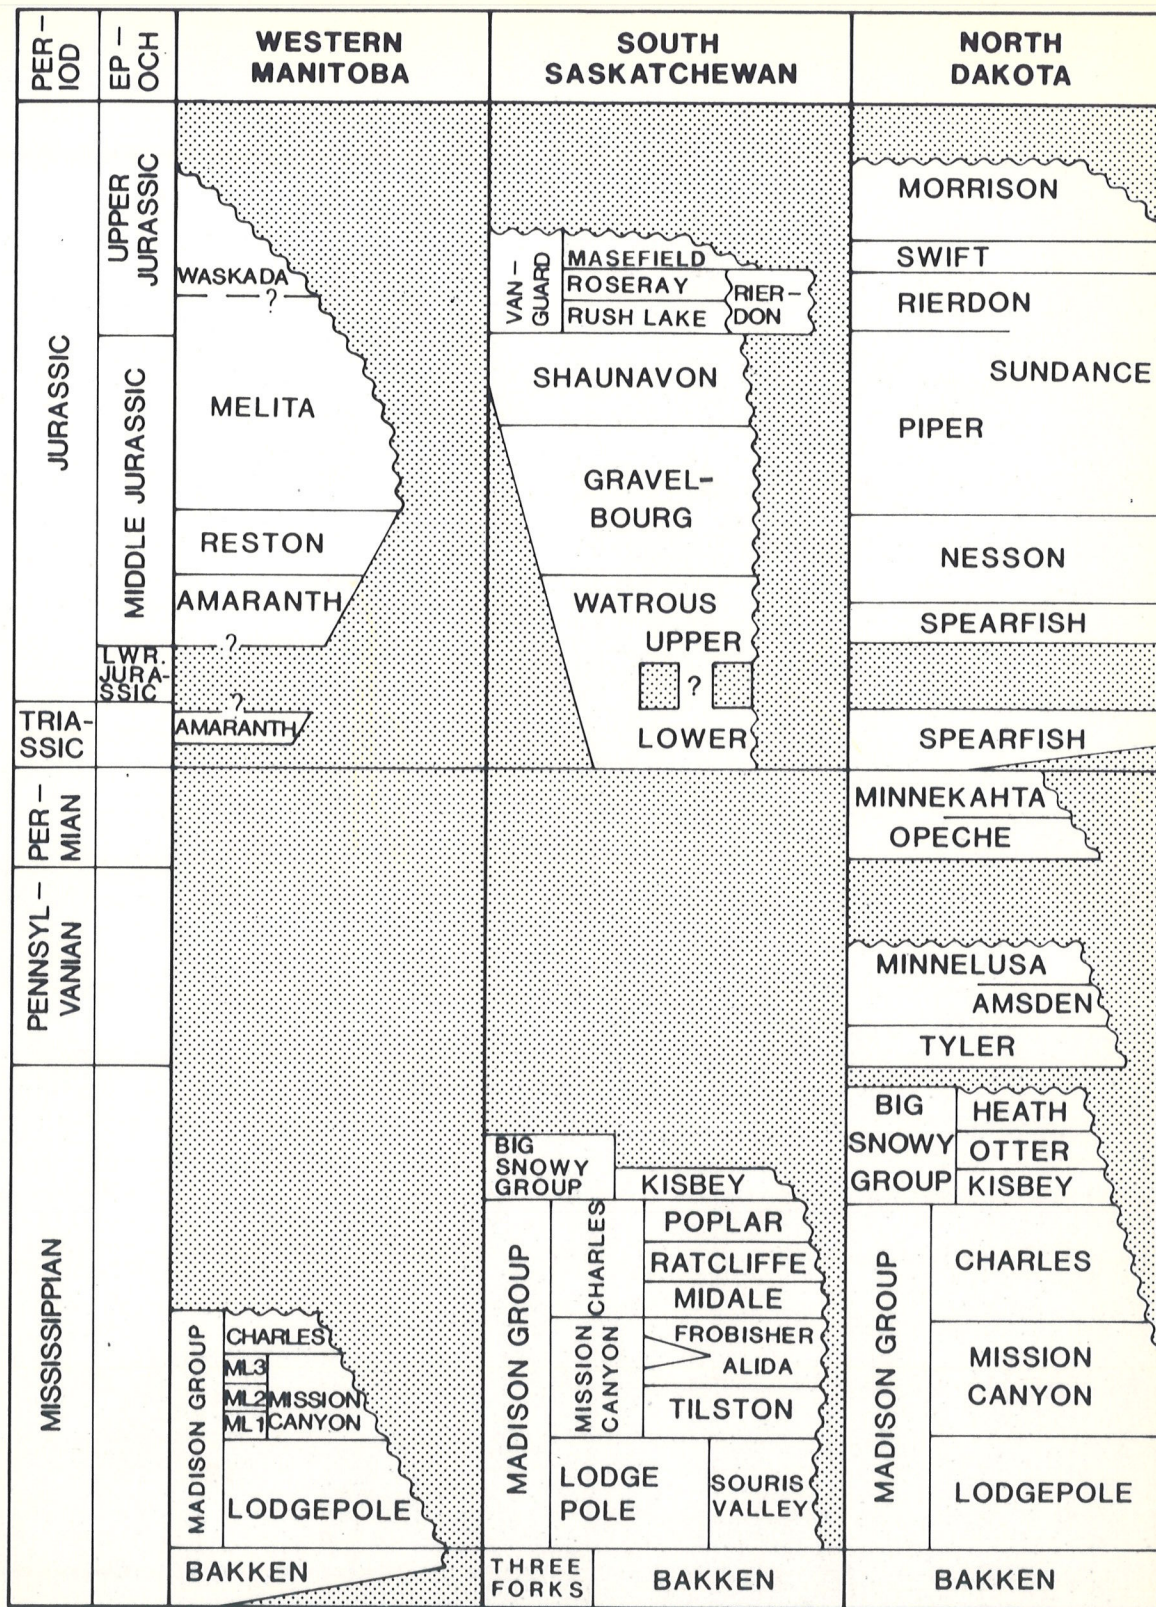 PER-
IOD
EP-
OCH
WESTERN
MANITOBA
SOUTH
SASKATCHEWAN
NORTH
DAKOTA
JURASSIC
UPPER
JURASSIC
MIDDLE JURASSIC
LWR.
JURA-
SSIC
TRIA-
SSIC
PER-
MIAN
PENNSYL-
VANIAN
MISSISSIPPIAN
WASKADA
?
MELITA
RESTON
AMARANTH
?
?
AMARANTH
MADISON GROUP
CHARLES
ML3
ML2
ML1
MISSION
CANYON
LODGEPOLE
BAKKEN
VAN-
GUARD
MASEFIELD
ROSERAY
RUSH LAKE
RIER-
DON
SHAUNAVON
GRAVEL-
BOURG
WATROUS
UPPER
?
LOWER
BIG
SNOWY
GROUP
KISBEY
MADISON GROUP
CHARLES
POPLAR
RATCLIFFE
MIDALE
MISSION
CANYON
FROBISHER
ALIDA
TILSTON
LODGE
POLE
SOURIS
VALLEY
THREE
FORKS
BAKKEN
MORRISON
SWIFT
RIERDON
SUNDANCE
PIPER
NESSON
SPEARFISH
SPEARFISH
MINNEKAHTA
OPECHE
MINNELUSA
AMSDEN
TYLER
BIG
SNOWY
GROUP
HEATH
OTTER
KISBEY
MADISON GROUP
CHARLES
MISSION
CANYON
LODGEPOLE
BAKKEN